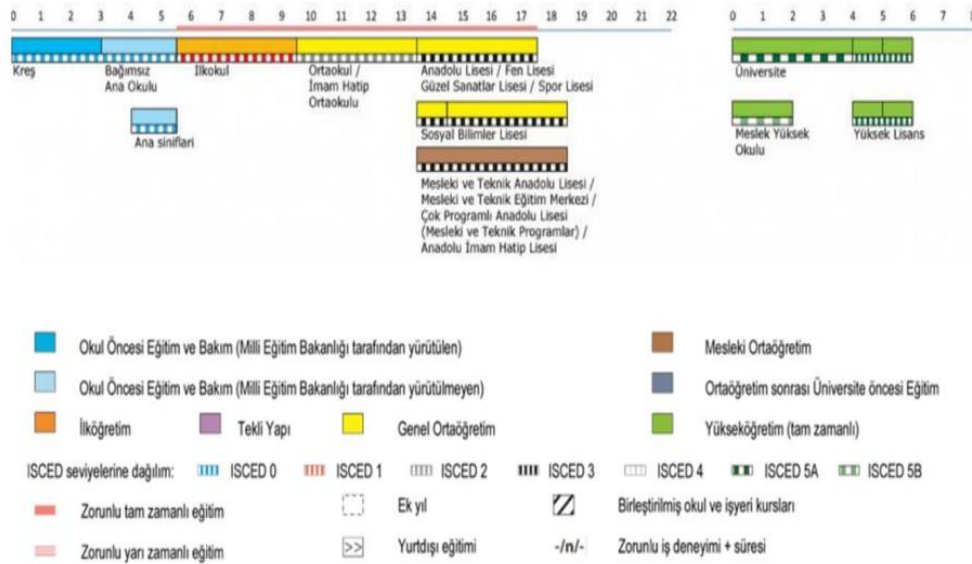 0 1 2 3 4 5 6 7 8 9 10 11 12 13 14 15 16 17 18 19 20 21 22
0 1 2 3 4 5 6 7 8
Kreş
Bağımsız
Ana Okulu
İlkokul
Ortaokul /
İmam Hatip
Ortaokulu
Anadolu Lisesi / Fen Lisesi
Güzel Sanatlar Lisesi / Spor Lisesi
Üniversite
Ana siniflari
Sosyal Bilimler Lisesi
Meslek Yüksek
Okulu
Yüksek Lisans
Mesleki ve Teknik Anadolu Lisesi /
Mesleki ve Teknik Eğitim Merkezi /
Çok Programlı Anadolu Lisesi
(Mesleki ve Teknik Programlar) /
Anadolu İmam Hatip Lisesi
Okul Öncesi Eğitim ve Bakım (Milli Eğitim Bakanlığı tarafından yürütülen)
Mesleki Ortaöğretim
Okul Öncesi Eğitim ve Bakım (Milli Eğitim Bakanlığı tarafından yürütülmeyen)
Ortaöğretim sonrası Üniversite öncesi Eğitim
İlköğretim
Tekli Yapı
Genel Ortaöğretim
Yükseköğretim (tam zamanlı)
ISCED seviyelerine dağılım: ISCED 0 ISCED 1 ISCED 2 ISCED 3 ISCED 4 ISCED 5A ISCED 5B
Zorunlu tam zamanlı eğitim
Ek yıl
Birleştirilmiş okul ve işyeri kursları
Zorunlu yarı zamanlı eğitim
>> Yurtdışı eğitimi
-/n/- Zorunlu iş deneyimi + süresi